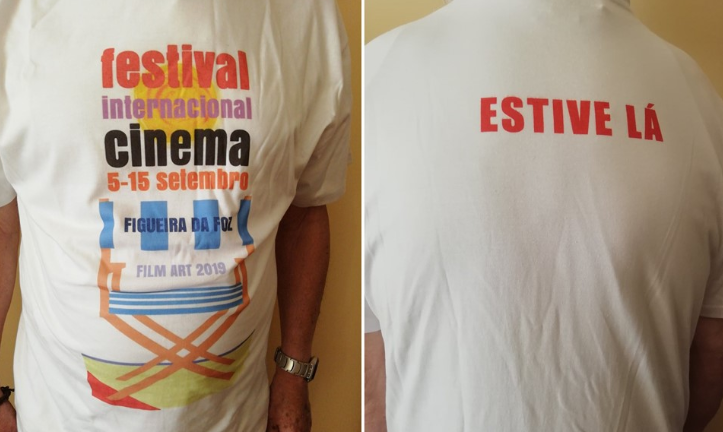 festival
internacional
cinema
5-15 setembro
FIGUEIRA DA FOZ
FILM ART 2019
ESTIVE LÁ